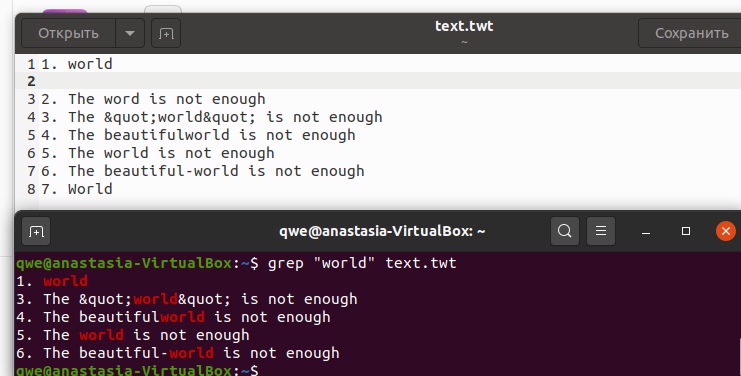 Открыть
text.twt
~
Сохранить
1 1. world
2
3 2. The word is not enough
4 3. The &quot;world&quot; is not enough
5 4. The beautifulworld is not enough
6 5. The world is not enough
7 6. The beautiful-world is not enough
8 7. World
qwe@anastasia-VirtualBox: ~
qwe@anastasia-VirtualBox:~$ grep "world" text.twt
1. world
3. The &quot;world&quot; is not enough
4. The beautifulworld is not enough
5. The world is not enough
6. The beautiful-world is not enough
qwe@anastasia-VirtualBox:~$